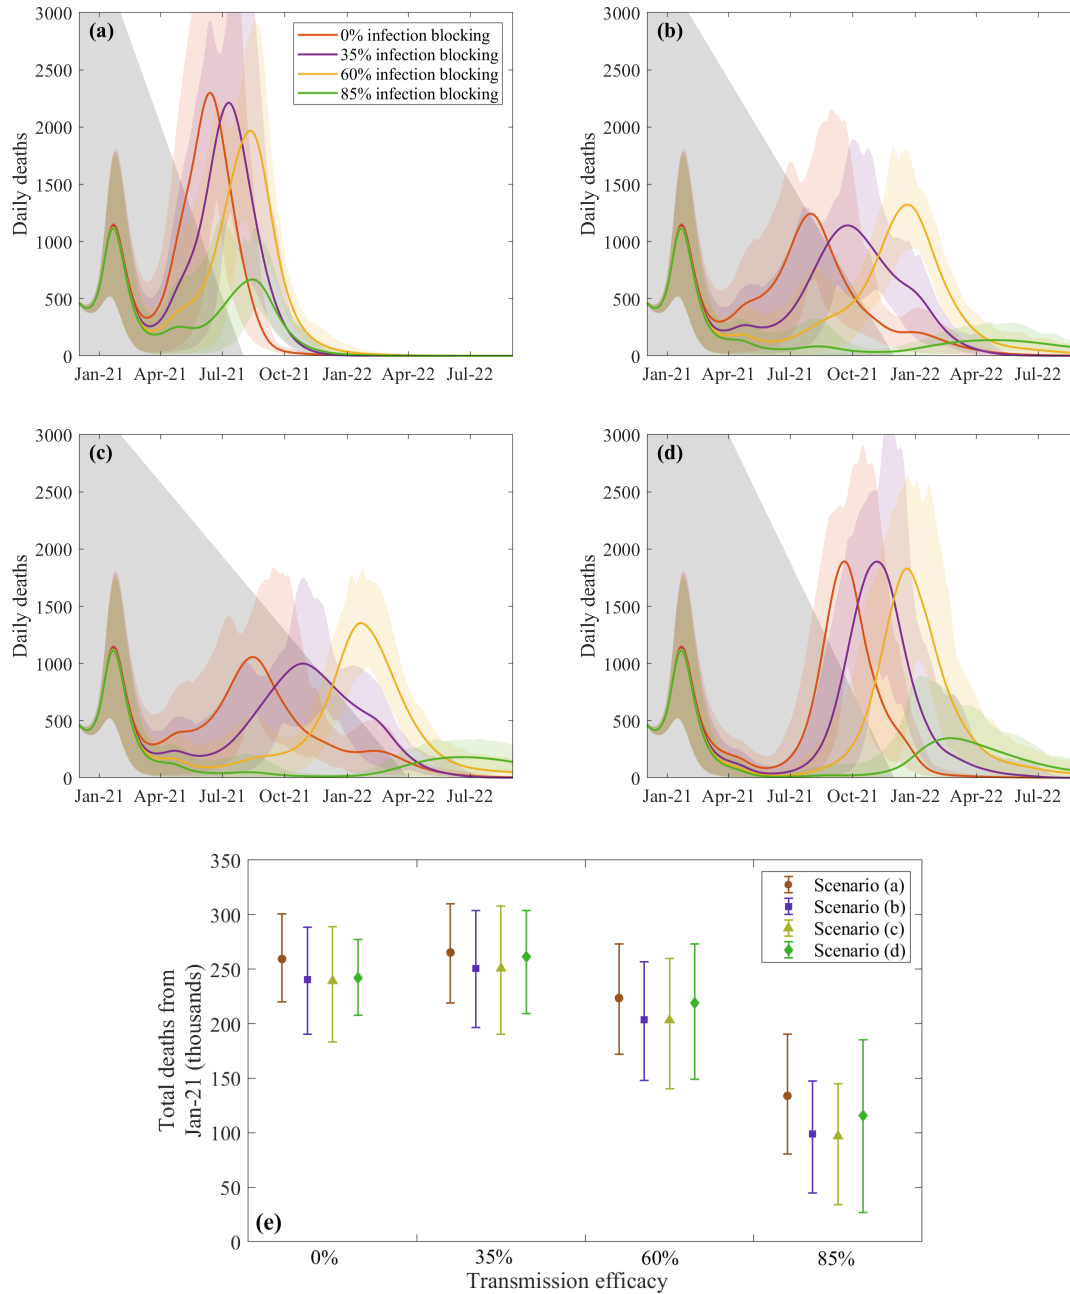 (a)
0% infection blocking
35% infection blocking
60% infection blocking
85% infection blocking
3000
2500
2000
1500
1000
500
0
Daily deaths
Jan-21 Apr-21 Jul-21 Oct-21 Jan-22 Apr-22 Jul-22
(b)
3000
2500
2000
1500
1000
500
0
Daily deaths
Jan-21 Apr-21 Jul-21 Oct-21 Jan-22 Apr-22 Jul-22
(c)
3000
2500
2000
1500
1000
500
0
Daily deaths
Jan-21 Apr-21 Jul-21 Oct-21 Jan-22 Apr-22 Jul-22
(d)
3000
2500
2000
1500
1000
500
0
Daily deaths
Jan-21 Apr-21 Jul-21 Oct-21 Jan-22 Apr-22 Jul-22
350
300
250
200
150
100
50
0
Total deaths from
Jan-21 (thousands)
Scenario (a)
Scenario (b)
Scenario (c)
Scenario (d)
(e)
0% 35% 60% 85%
Transmission efficacy